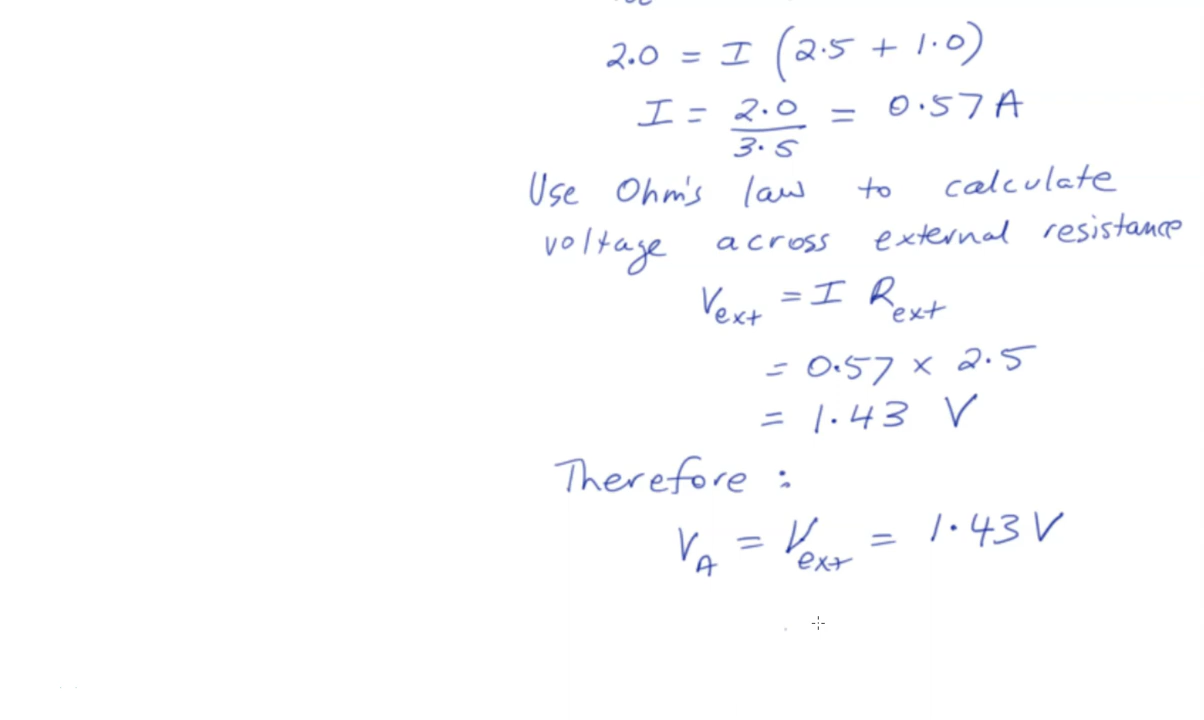 2.0 = I (2.5 + 1.0)
I = 2.0/3.5 = 0.57 A
Use Ohm's law to calculate
voltage across external resistance
Vext = I Rext
= 0.57 × 2.5
= 1.43 V
Therefore :
VA = Vext = 1.43 V